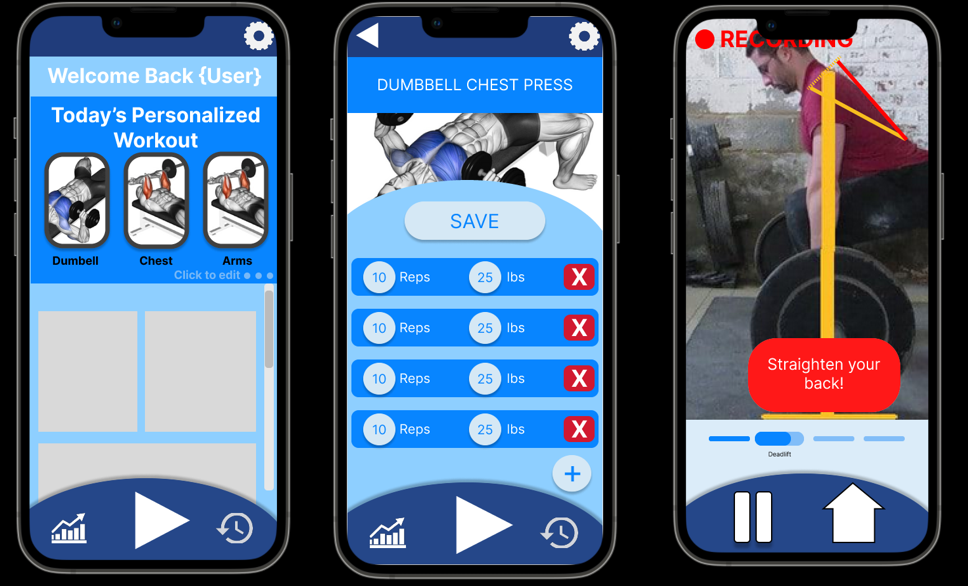 Welcome Back {User}
Today's Personalized
Workout
Dumbell Chest Arms
Click to edit
DUMBBELL CHEST PRESS
SAVE
10 Reps 25 lbs X
10 Reps 25 lbs X
10 Reps 25 lbs X
10 Reps 25 lbs X
+
RECORDING
Straighten your
back!
Deadlift